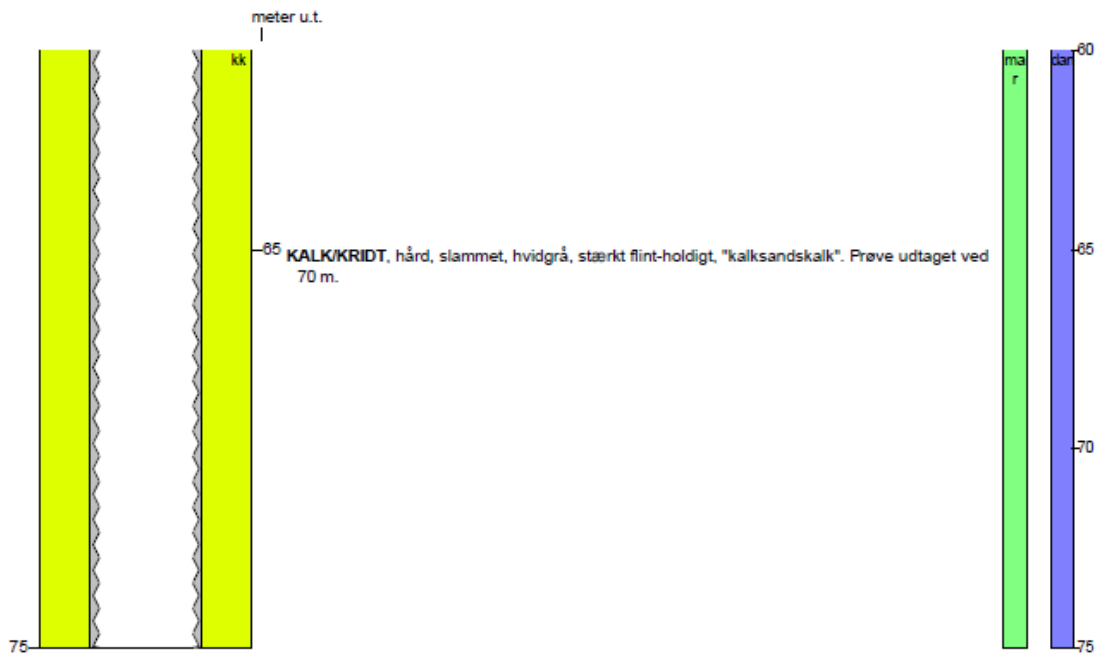 meter u.t.
kk
ma
r
dan
60
65 KALK/KRIDT, hård, slammet, hvidgrå, stærkt flint-holdigt, "kalksandskalk". Prøve udtaget ved
70 m.
65
70
75
75